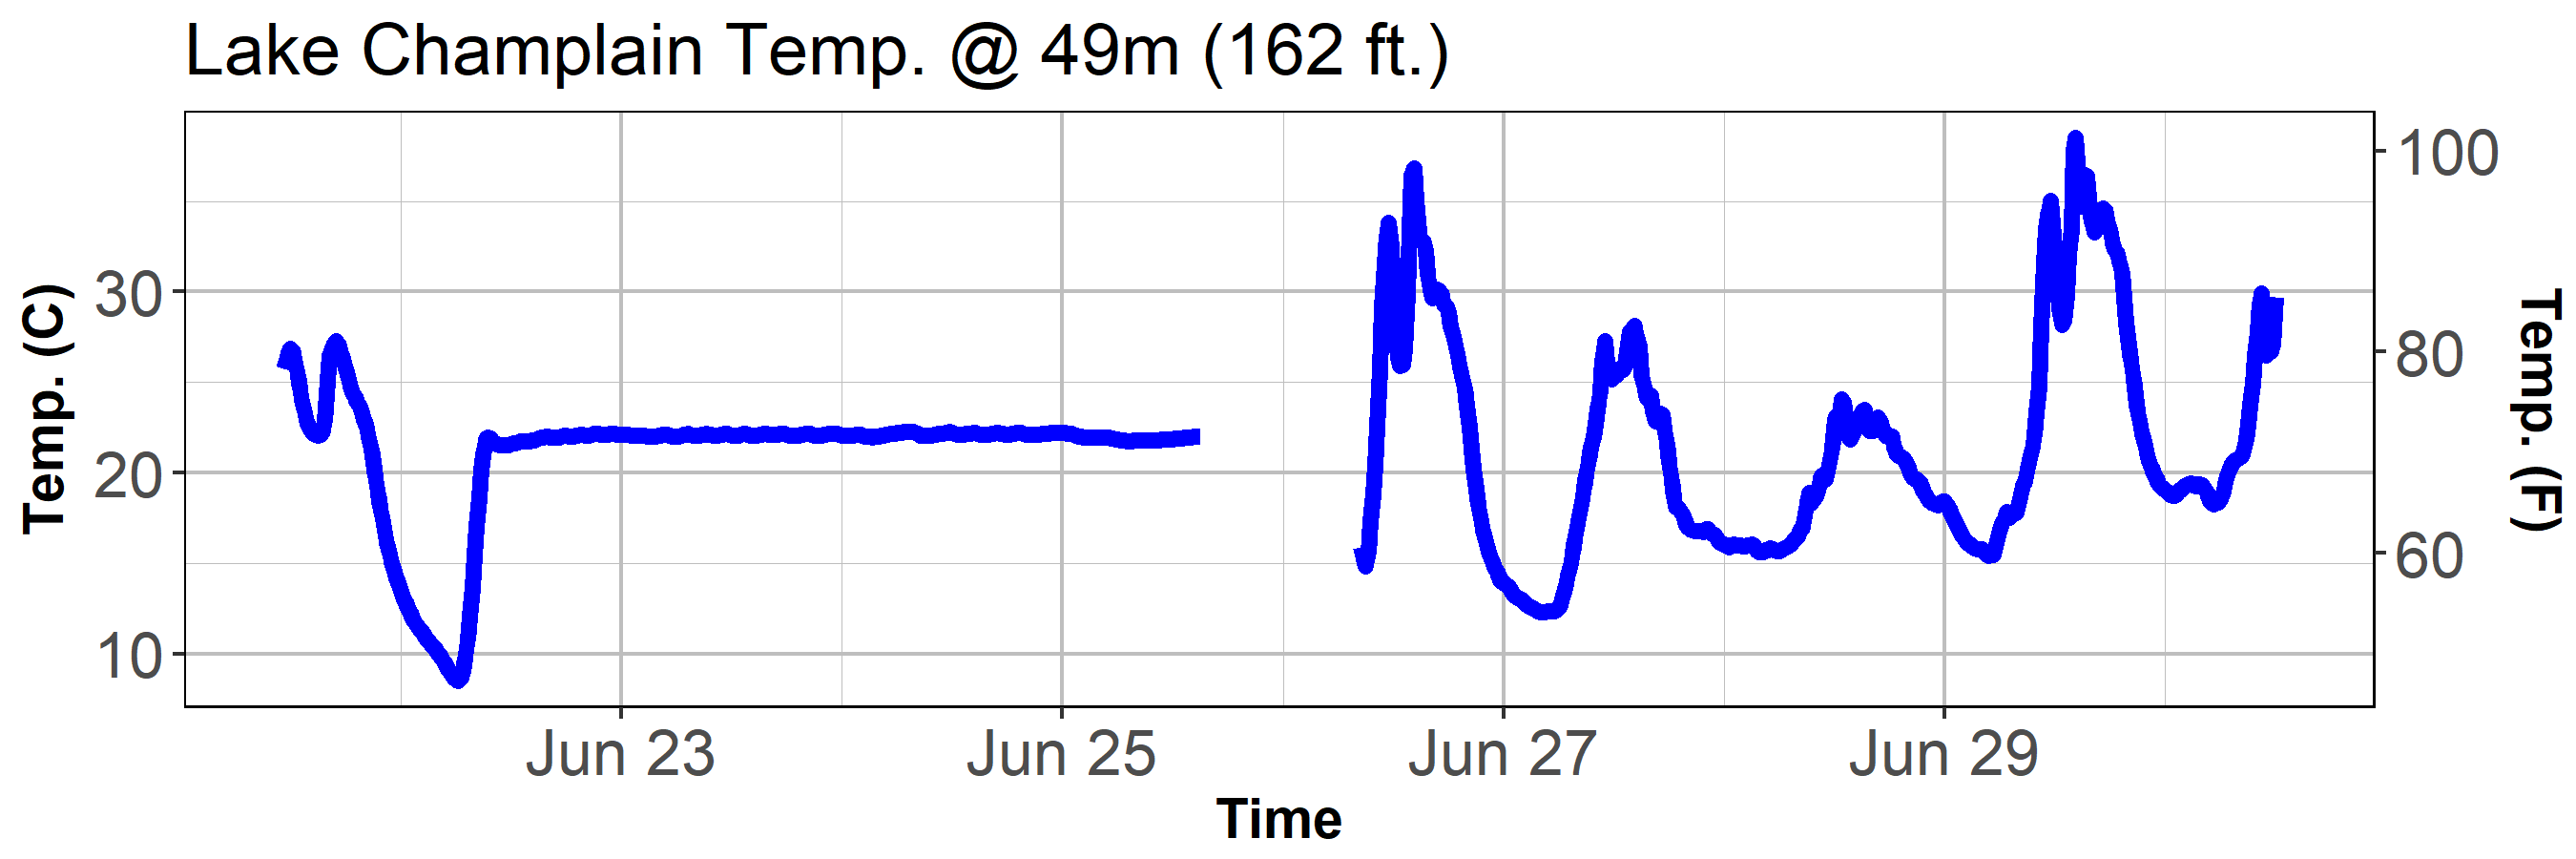 Lake Champlain Temp. @ 49m (162 ft.)
Temp. (C)
30
20
10
100
80
60
Temp. (F)
Jun 23
Jun 25
Jun 27
Jun 29
Time